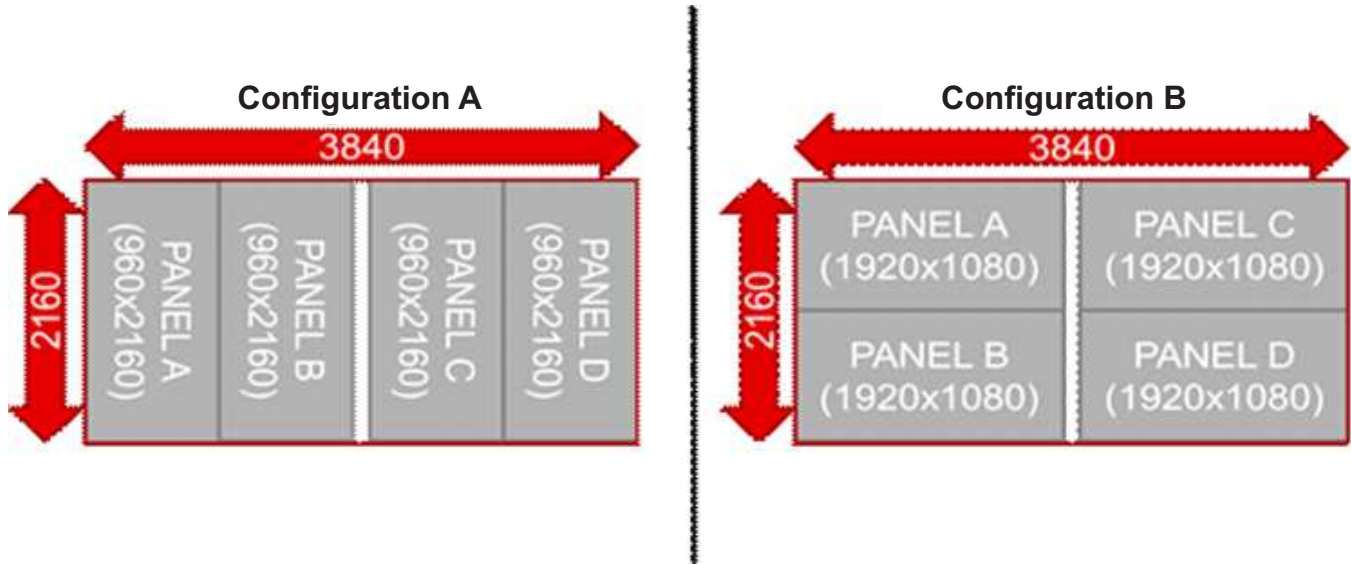 Configuration A
3840
2160
PANEL A
(960x2160)
PANEL B
(960x2160)
PANEL C
(960x2160)
PANEL D
(960x2160)
Configuration B
3840
2160
PANEL A
(1920x1080)
PANEL C
(1920x1080)
PANEL B
(1920x1080)
PANEL D
(1920x1080)